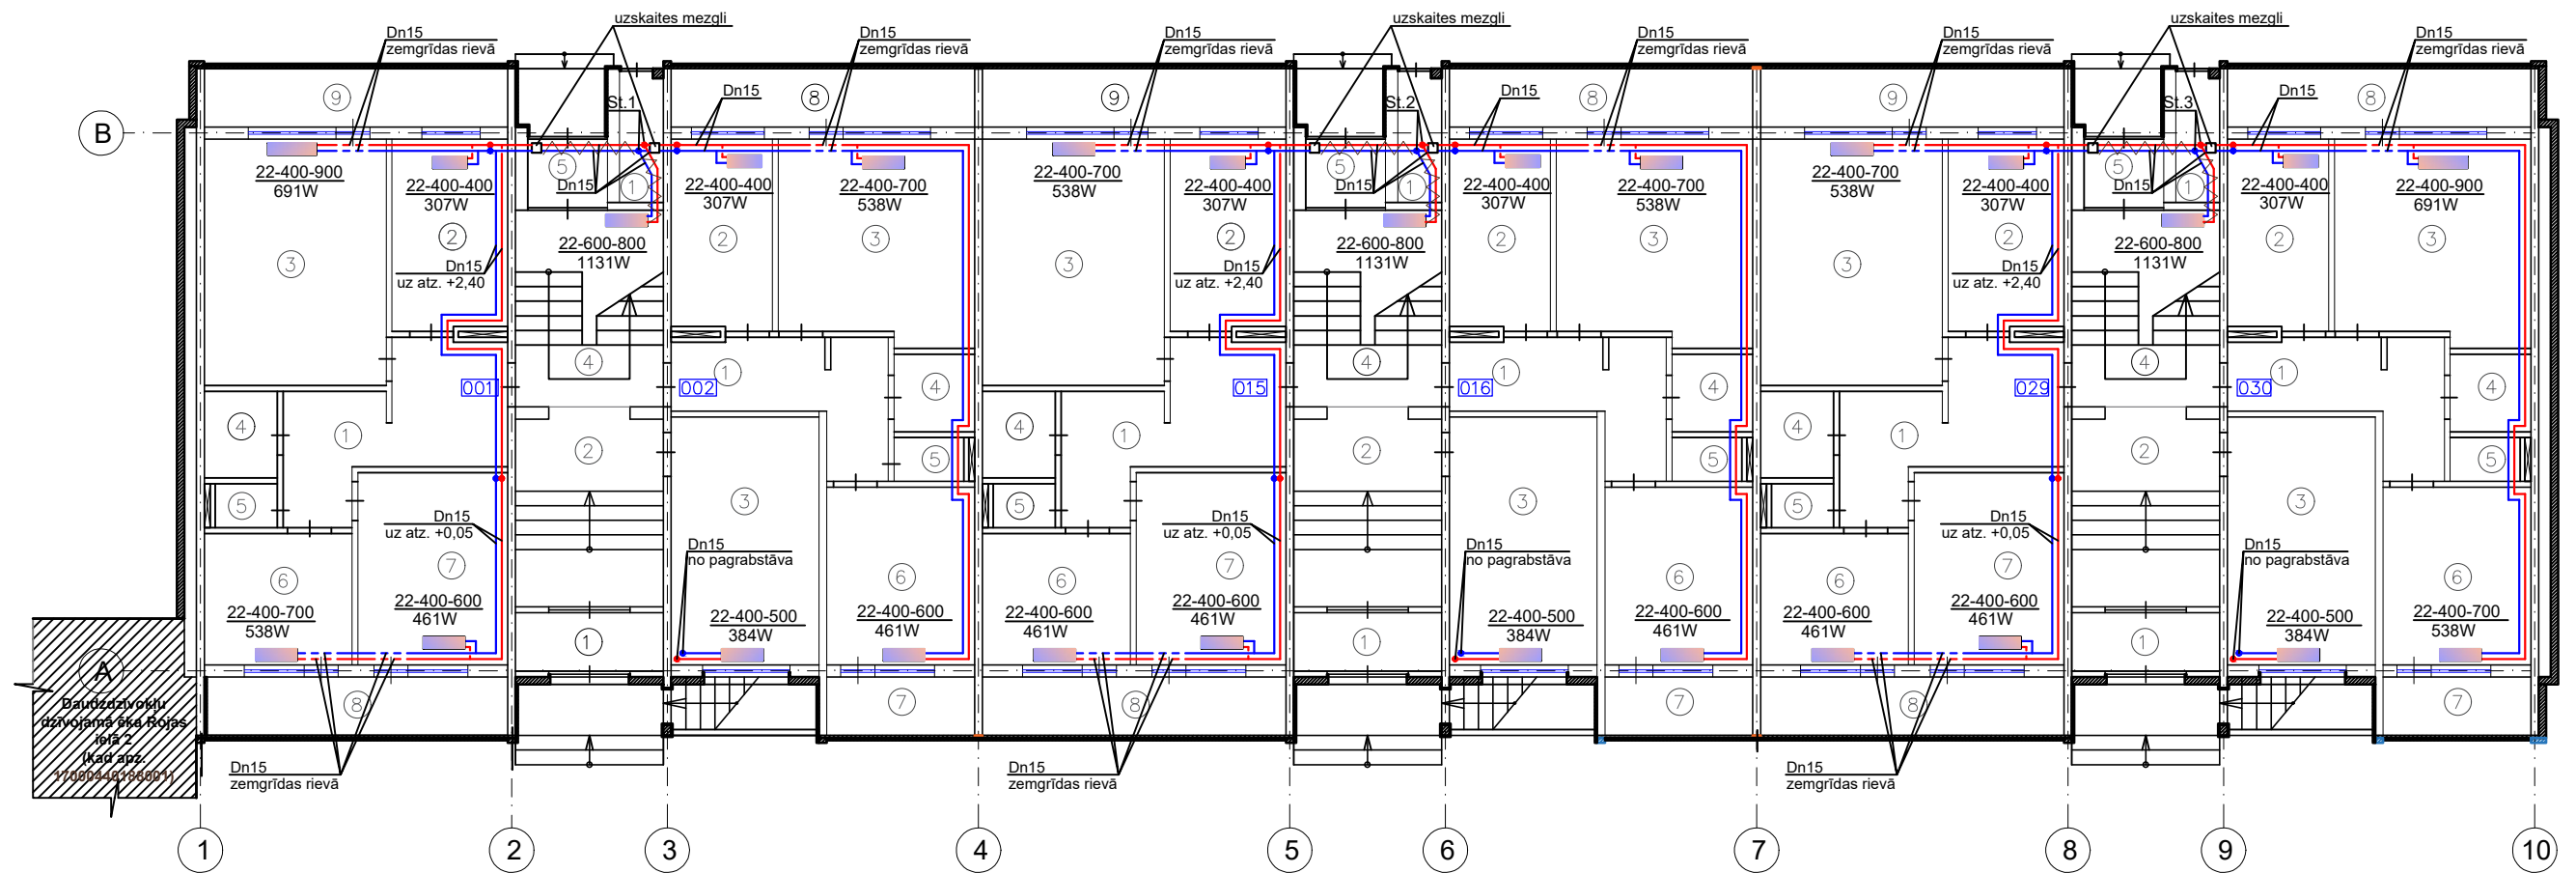 uzskaites mezgli
uzskaites mezgli
uzskaites mezgli
Dn15
zemgrīdas rievā
Dn15
zemgrīdas rievā
Dn15
zemgrīdas rievā
Dn15
zemgrīdas rievā
Dn15
zemgrīdas rievā
Dn15
zemgrīdas rievā
9
St.1
Dn15
8
9
St.2
Dn15
8
9
St.3
Dn15
8
B
22-400-900
691W
22-400-400
307W
5
Dn15
1
22-400-400
307W
22-400-700
538W
22-400-700
538W
22-400-400
307W
5
Dn15
1
22-400-400
307W
22-400-700
538W
22-400-700
538W
22-400-400
307W
5
Dn15
1
22-400-400
307W
22-400-900
691W
3
2
22-600-800
1131W
2
3
3
2
22-600-800
1131W
2
3
3
2
22-600-800
1131W
2
3
Dn15
uz atz. +2,40
Dn15
uz atz. +2,40
Dn15
uz atz. +2,40
4
4
4
001
002
1
4
015
016
1
4
029
030
1
4
4
1
2
5
4
1
2
5
4
1
2
5
5
3
5
3
5
3
Dn15
uz atz. +0,05
Dn15
uz atz. +0,05
Dn15
uz atz. +0,05
Dn15
no pagrabstāva
Dn15
no pagrabstāva
Dn15
no pagrabstāva
6
7
6
6
7
6
6
7
6
22-400-700
538W
22-400-600
461W
1
22-400-500
384W
22-400-600
461W
22-400-600
461W
22-400-600
461W
1
22-400-500
384W
22-400-600
461W
22-400-600
461W
22-400-600
461W
1
22-400-500
384W
22-400-700
538W
A
Daudzdzīvokļu
dzīvojamā ēka Rojas
ielā 2
(kad apz.
17000440188001)
8
7
8
7
8
7
Dn15
zemgrīdas rievā
Dn15
zemgrīdas rievā
Dn15
zemgrīdas rievā
1
2
3
4
5
6
7
8
9
10